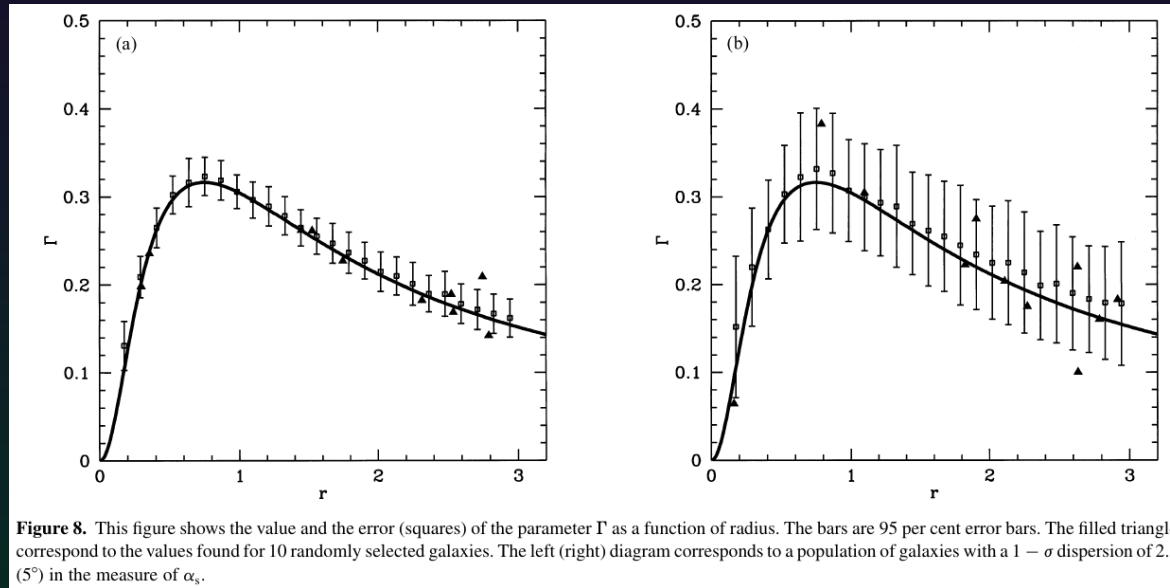 (a)
0.5
0.4
0.3
0.2
0.1
0
Γ
0
1
2
3
r
(b)
0.5
0.4
0.3
0.2
0.1
0
Γ
0
1
2
3
r
Figure 8. This figure shows the value and the error (squares) of the parameter Γ as a function of radius. The bars are 95 per cent error bars. The filled triangl
correspond to the values found for 10 randomly selected galaxies. The left (right) diagram corresponds to a population of galaxies with a 1 − σ dispersion of 2.
(5°) in the measure of αs.